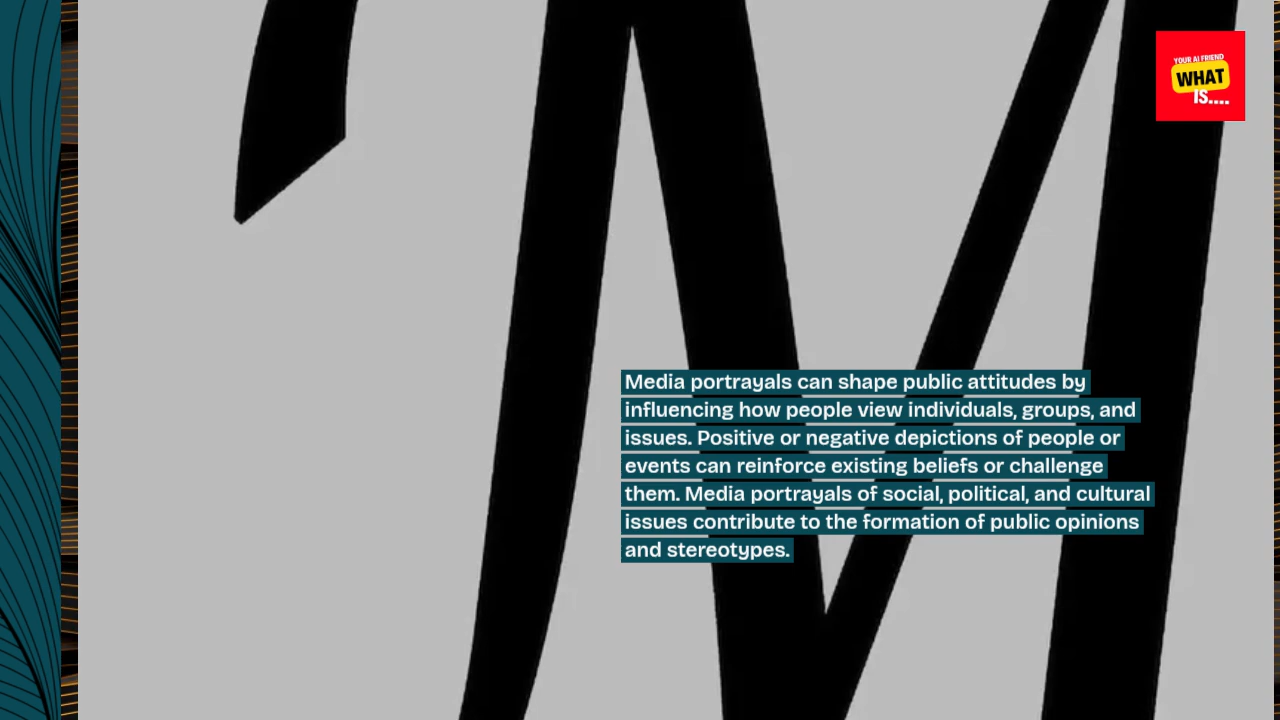 YOUR AI FRIEND
WHAT
IS....
Media portrayals can shape public attitudes by
influencing how people view individuals, groups, and
issues. Positive or negative depictions of people or
events can reinforce existing beliefs or challenge
them. Media portrayals of social, political, and cultural
issues contribute to the formation of public opinions
and stereotypes.